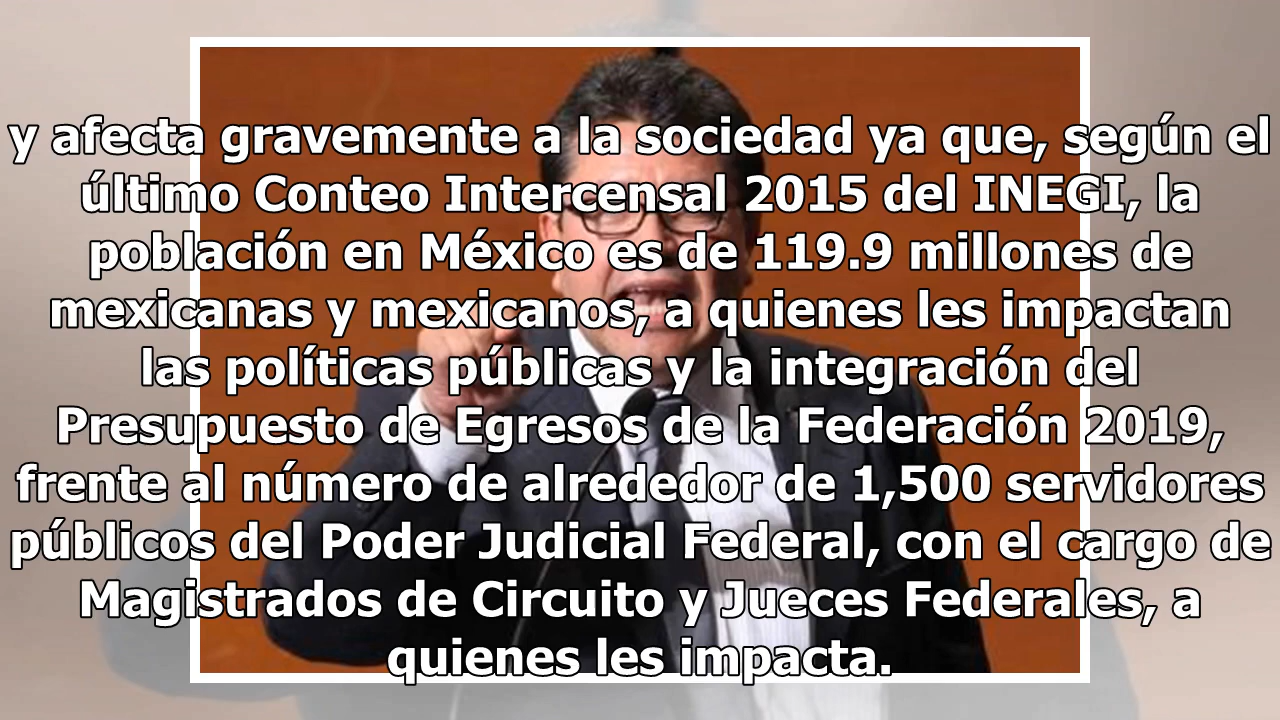 y afecta gravemente a la sociedad ya que, según el
último Conteo Intercensal 2015 del INEGI, la
población en México es de 119.9 millones de
mexicanas y mexicanos, a quienes les impactan
las políticas públicas y la integración del
Presupuesto de Egresos de la Federación 2019,
frente al número de alrededor de 1,500 servidores
públicos del Poder Judicial Federal, con el cargo de
Magistrados de Circuito y Jueces Federales, a
quienes les impacta.